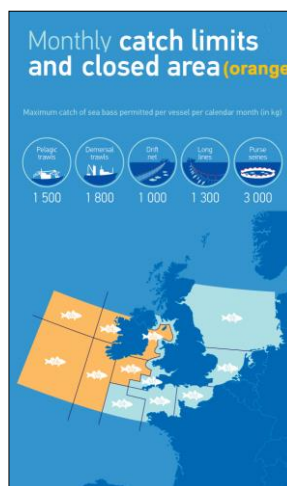 Monthly catch limits
and closed area (orange
Maximum catch of sea bass permitted per vessel per calendar month (in kg)
Pelagic trawls
Demersal trawls
Drift net
Long lines
Purse seines
1 500
1 800
1 000
1 300
3 000